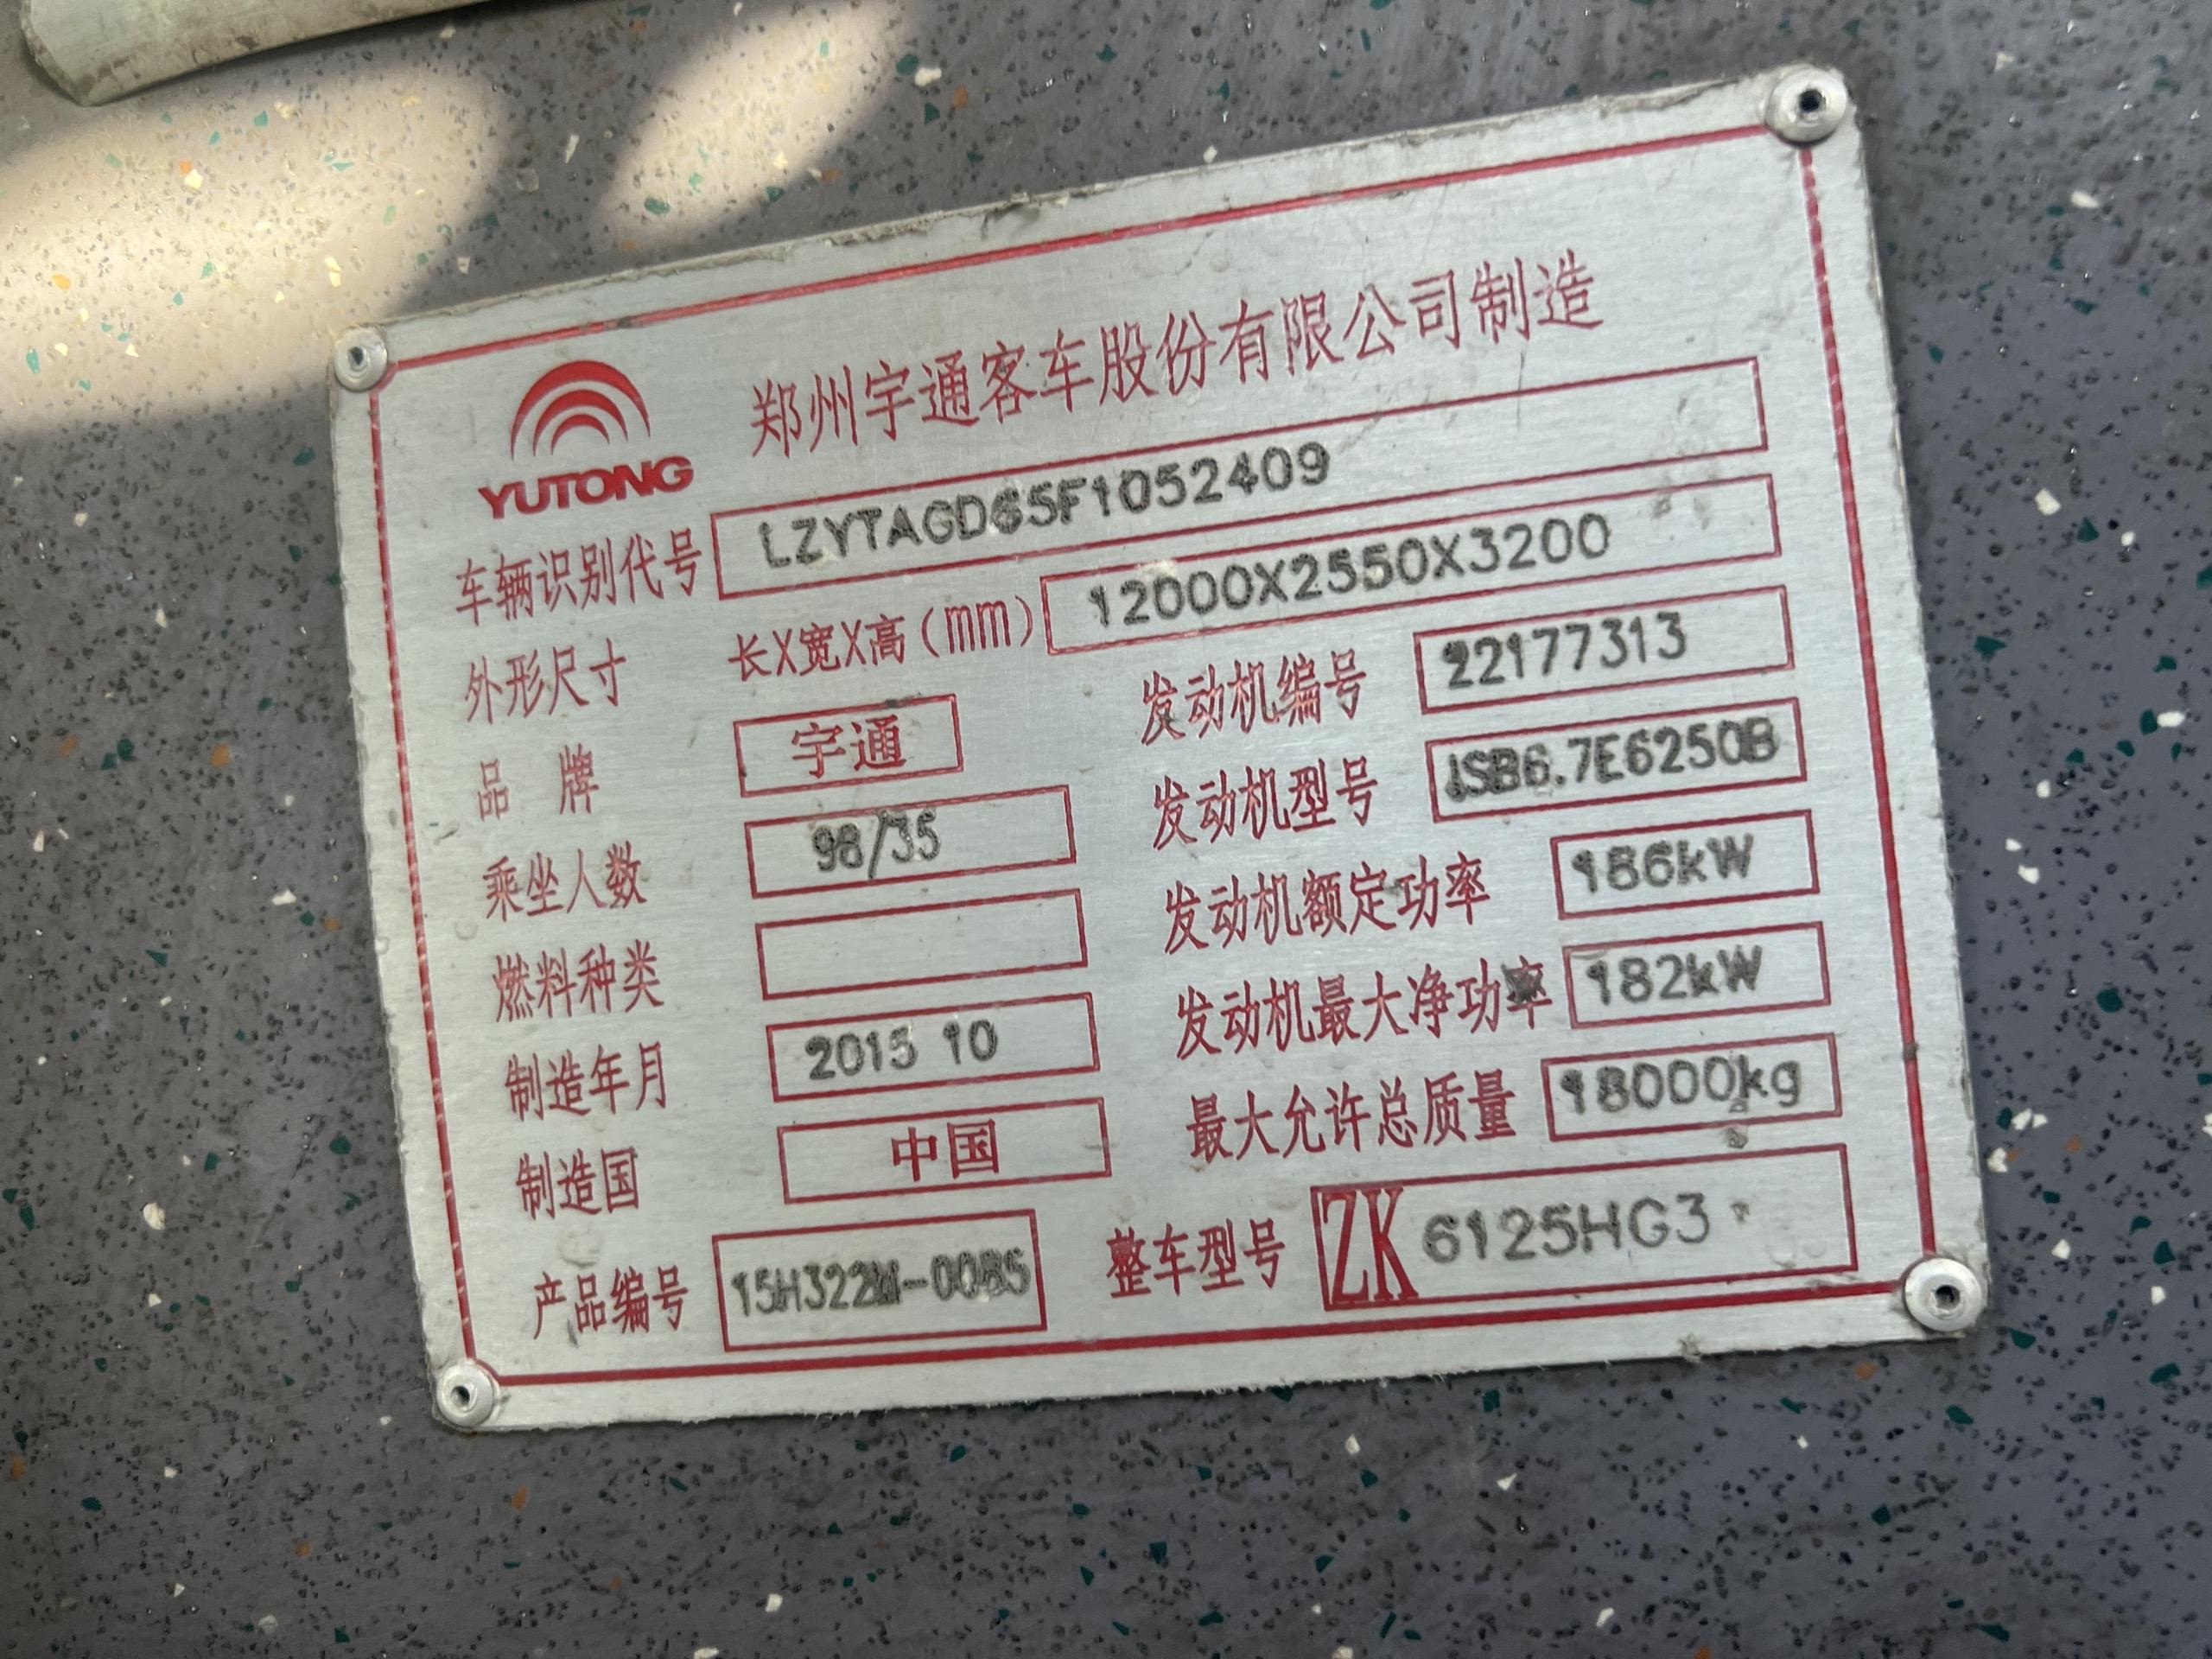 郑州宇通客车股份有限公司制造
YUTONG
车辆识别代号 LZYTAGD65F1052409
外形尺寸 长X宽X高(mm) 12000X2550X3200
品牌 宇通 发动机编号 22177313
乘坐人数 98/35 发动机型号 ISB6.7E6250B
燃料种类 发动机额定功率 186kW
制造年月 2015 10 发动机最大净功率 182kW
制造国 中国 最大允许总质量 18000kg
产品编号 15H322M-0085 整车型号 ZK 6125HG3